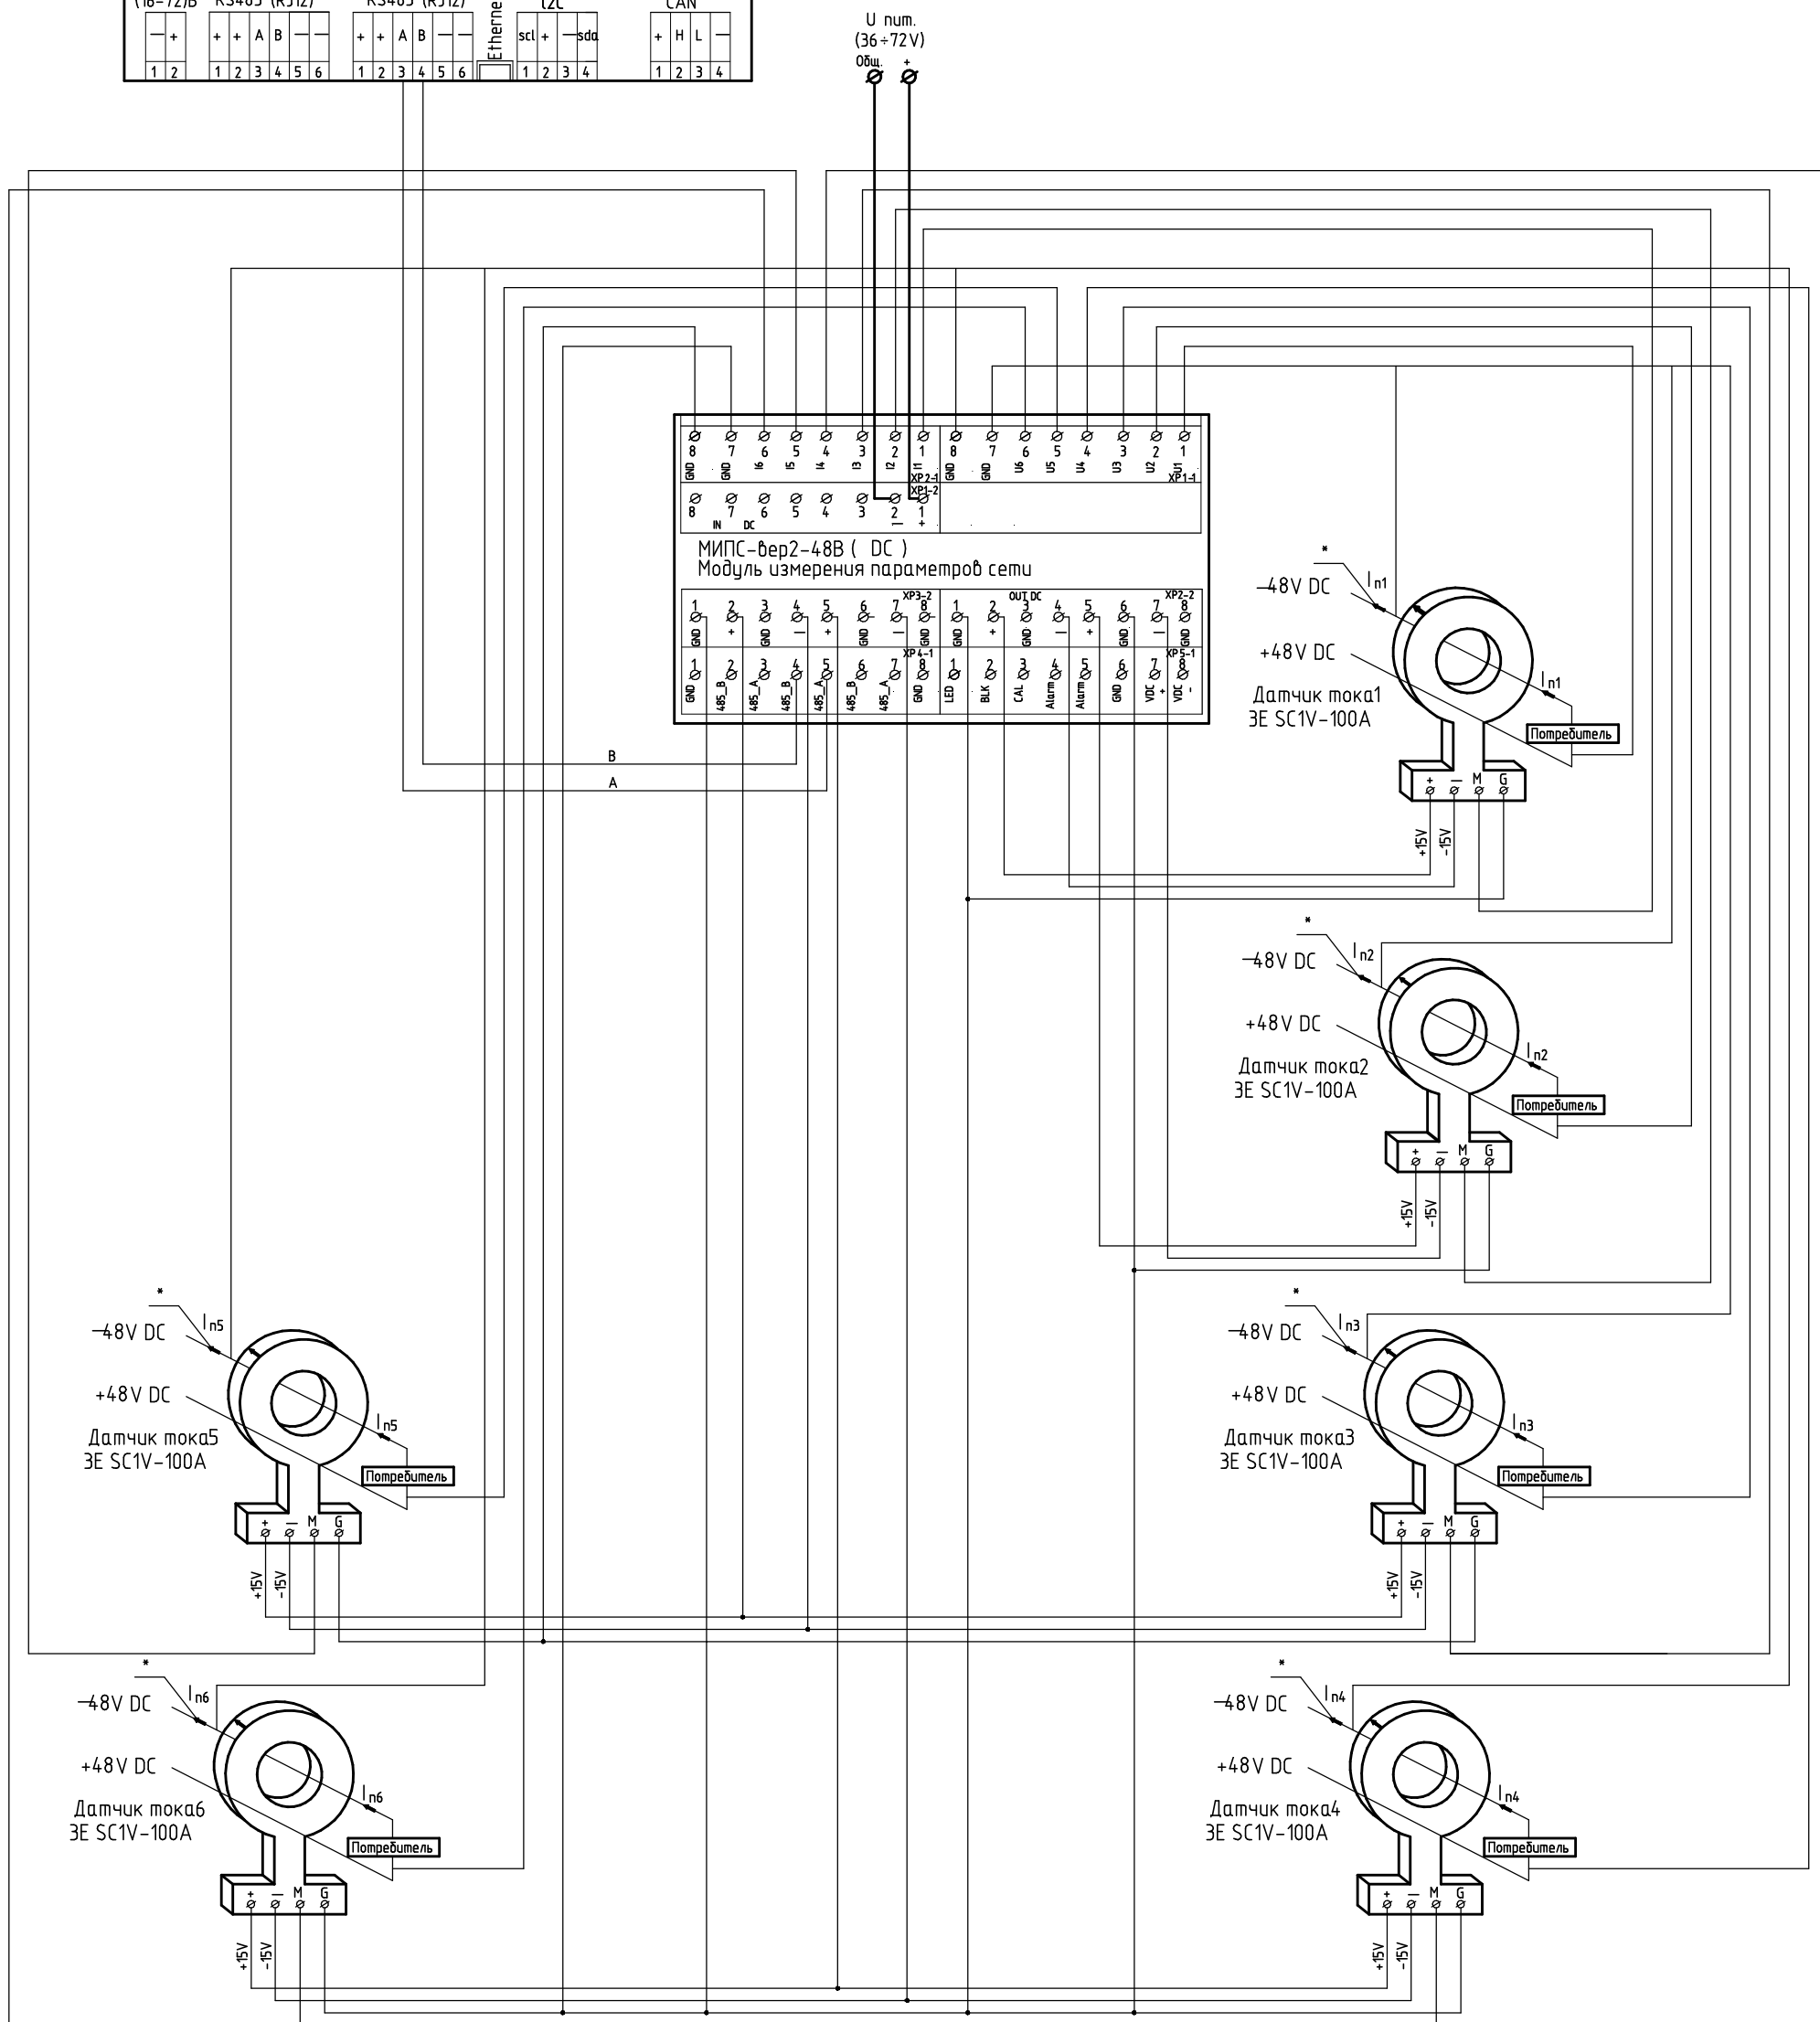 (16-72)В RS485 (RJ12) RS485 (RJ12) Etherne I2C CAN
— + + + A B — — + + A B — — scl + — sda + H L —
1 2 1 2 3 4 5 6 1 2 3 4 5 6 1 2 3 4 1 2 3 4
U пит.
(36÷72V)
Общ. +
8 7 6 5 4 3 2 1 8 7 6 5 4 3 2 1
GND GND I6 I5 I4 I3 I2 I1 GND GND U6 U5 U4 U3 U2 U1
XP2-1 XP1-1
XP1-2
8 7 6 5 4 3 2 1
IN DC — +
МИПС-вер2-48В ( DC )
Модуль измерения параметров сети
XP3-2 OUT DC XP2-2
1 2 3 4 5 6 7 8 1 2 3 4 5 6 7 8
GND + GND — + GND — GND GND + GND — + GND — GND
XP4-1 XP5-1
1 2 3 4 5 6 7 8 1 2 3 4 5 6 7 8
GND 485_B 485_A 485_B 485_A 485_B 485_A GND LED BLK CAL Alarm Alarm GND VDC + VDC -
B
A
*
—48V DC In1
+48V DC
In1
Датчик тока1
ЗЕ SC1V-100A
Потребитель
+ — M G
+15V -15V
*
—48V DC In2
+48V DC
In2
Датчик тока2
ЗЕ SC1V-100A
Потребитель
+ — M G
+15V -15V
*
—48V DC In5
+48V DC
In5
Датчик тока5
ЗЕ SC1V-100A
Потребитель
+ — M G
+15V -15V
*
—48V DC In3
+48V DC
In3
Датчик тока3
ЗЕ SC1V-100A
Потребитель
+ — M G
+15V -15V
*
—48V DC In6
+48V DC
In6
Датчик тока6
ЗЕ SC1V-100A
Потребитель
+ — M G
+15V -15V
*
—48V DC In4
+48V DC
In4
Датчик тока4
ЗЕ SC1V-100A
Потребитель
+ — M G
+15V -15V